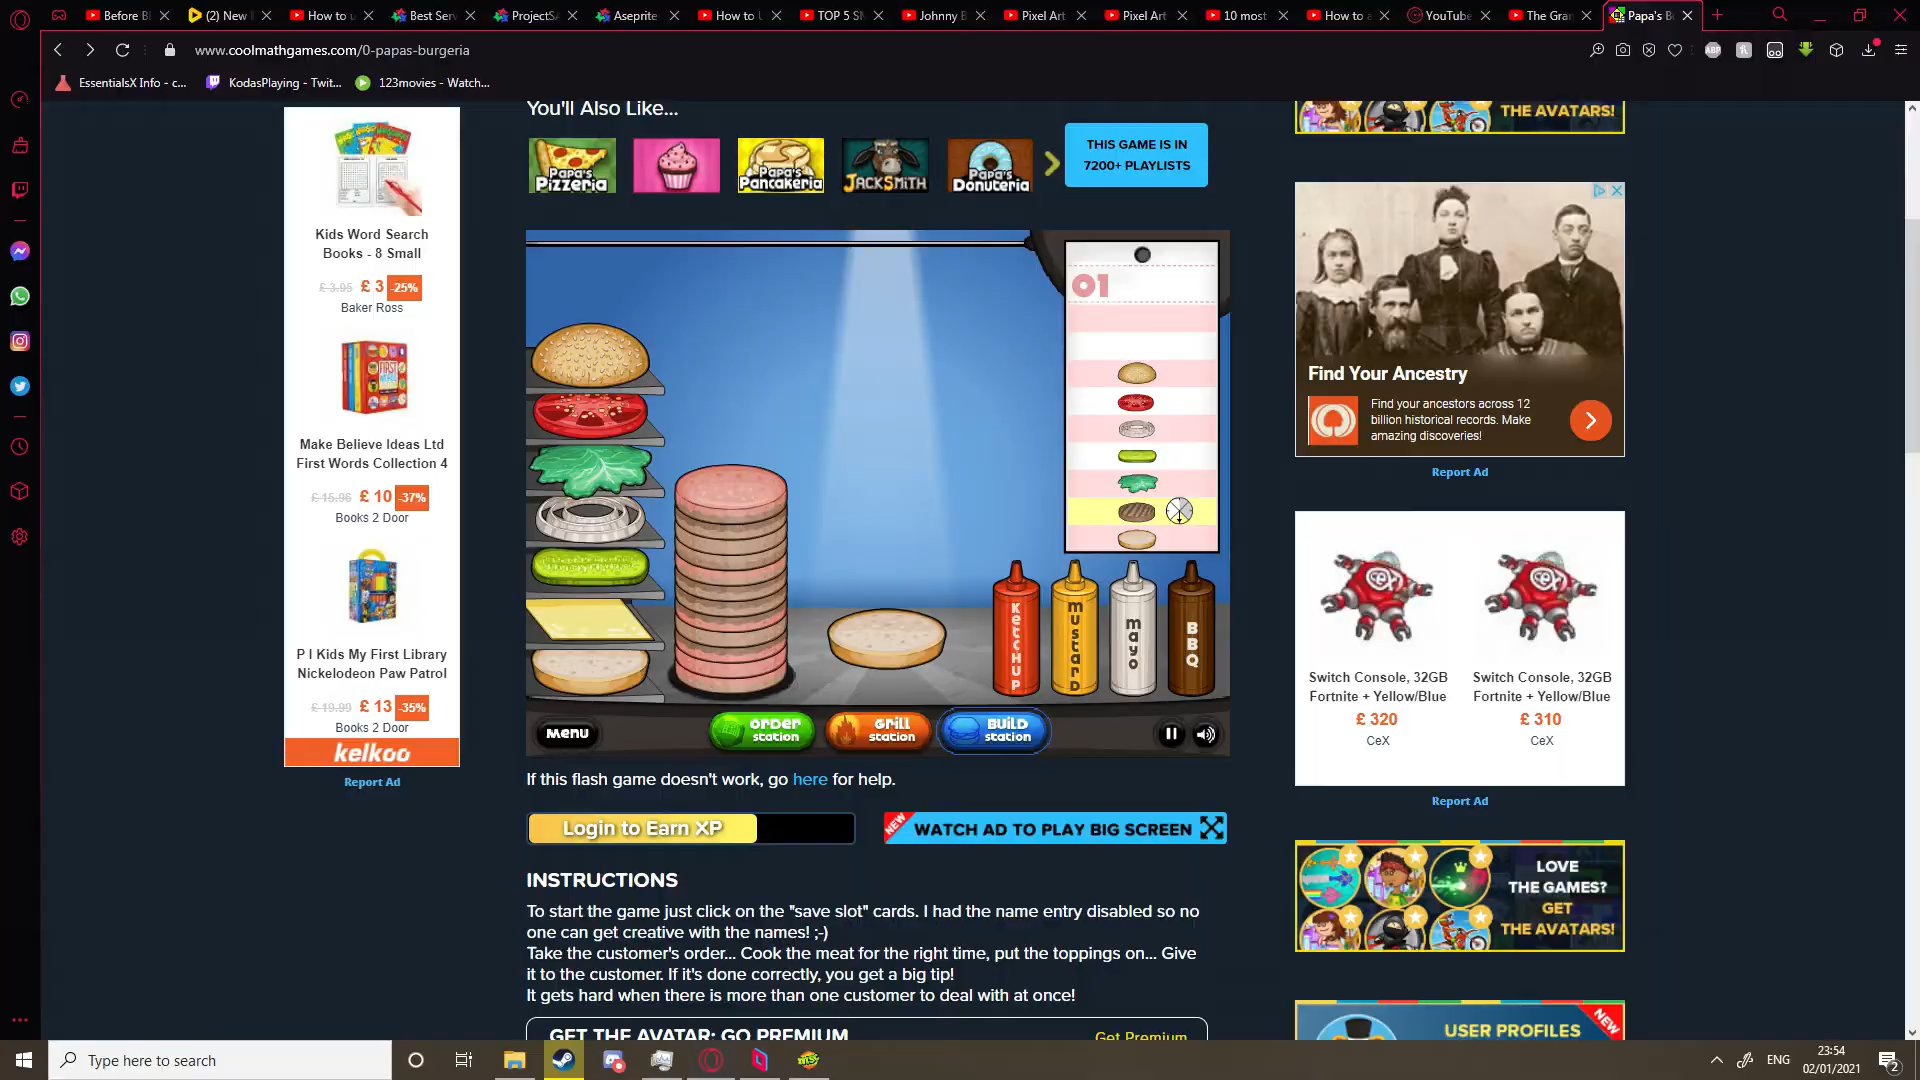 Before B
(2) New
How to u
Best Serv
ProjectSA
Aseprite
How to U
TOP 5 SM
Johnny B
Pixel Art
Pixel Art
10 most
How to a
YouTube
The Gran
Papa's B
www.coolmathgames.com/0-papas-burgeria
ABP
EssentialsX Info - c...
KodasPlaying - Twit...
123movies - Watch...
You'll Also Like...
Papa's Pizzeria
Papa's Pancakeria
JACKSMITH
Papa's Donuteria
THIS GAME IS IN
7200+ PLAYLISTS
THE AVATARS!
Kids Word Search
Books - 8 Small
£ 3.95 £ 3 -25%
Baker Ross
Make Believe Ideas Ltd
First Words Collection 4
£ 15.96 £ 10 -37%
Books 2 Door
P I Kids My First Library
Nickelodeon Paw Patrol
£ 19.99 £ 13 -35%
Books 2 Door
kelkoo
Report Ad
01
KETCHUP
MUSTARD
MAYO
BBQ
MENU
ORDER
STATION
GRILL
STATION
BUILD
STATION
Find Your Ancestry
Find your ancestors across 12
billion historical records. Make
amazing discoveries!
Report Ad
Switch Console, 32GB
Fortnite + Yellow/Blue
£ 320
CeX
Switch Console, 32GB
Fortnite + Yellow/Blue
£ 310
CeX
Report Ad
If this flash game doesn't work, go here for help.
Login to Earn XP
NEW
WATCH AD TO PLAY BIG SCREEN
INSTRUCTIONS
To start the game just click on the "save slot" cards. I had the name entry disabled so no
one can get creative with the names! ;-)
Take the customer's order... Cook the meat for the right time, put the toppings on... Give
it to the customer. If it's done correctly, you get a big tip!
It gets hard when there is more than one customer to deal with at once!
GET THE AVATAR: GO PREMIUM
Get Premium
LOVE
THE GAMES?
GET
THE AVATARS!
USER PROFILES
NEW
Type here to search
ENG
23:54
02/01/2021
2